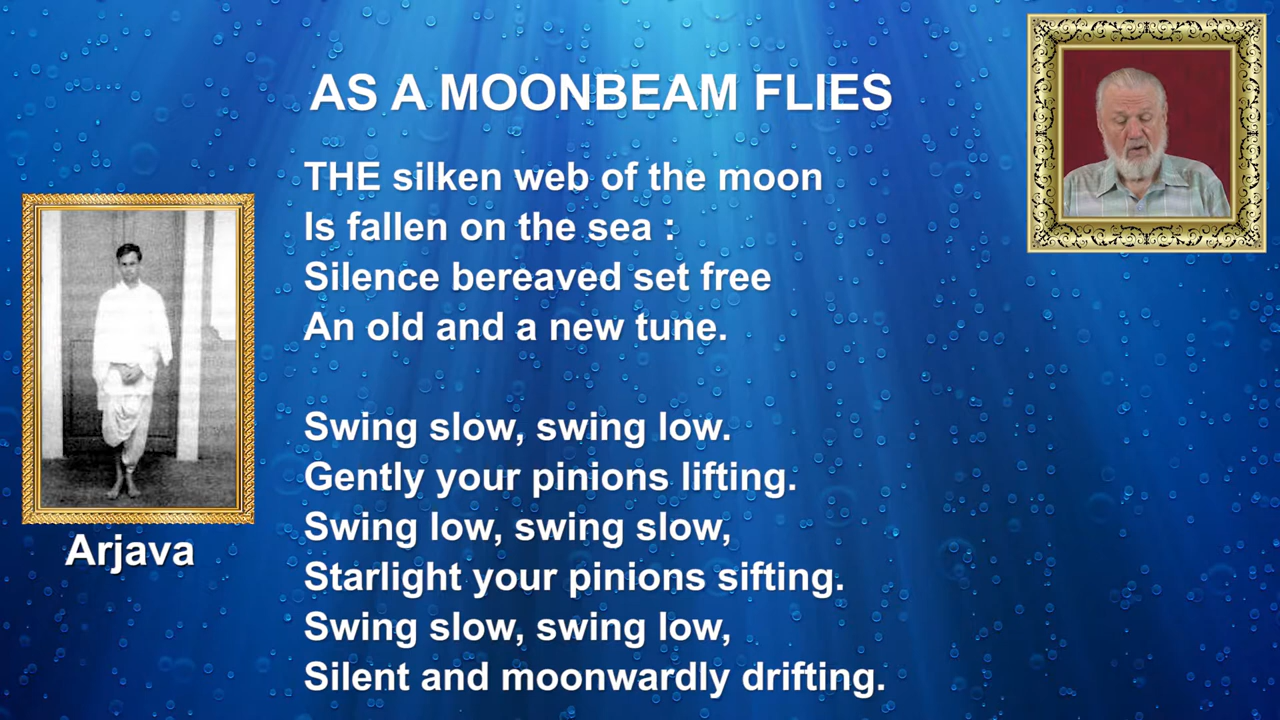 AS A MOONBEAM FLIES
THE silken web of the moon
Is fallen on the sea :
Silence bereaved set free
An old and a new tune.
Swing slow, swing low.
Gently your pinions lifting.
Swing low, swing slow,
Starlight your pinions sifting.
Swing slow, swing low,
Silent and moonwardly drifting.
Arjava